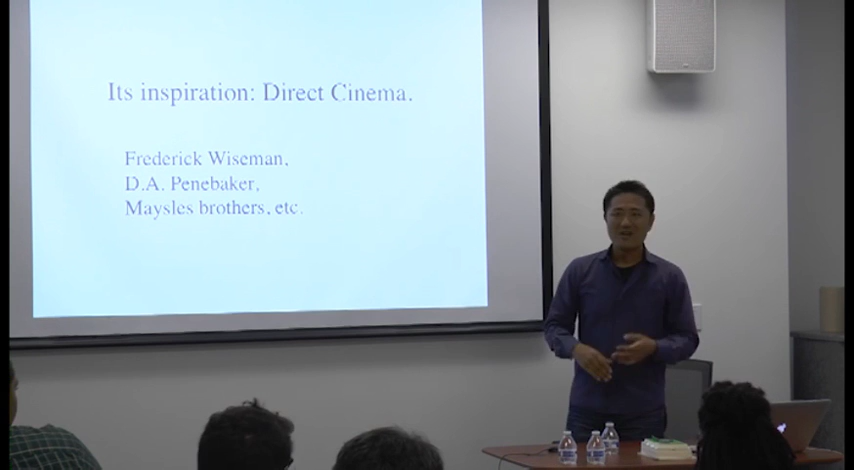 Its inspiration: Direct Cinema.
Frederick Wiseman,
D.A. Penebaker,
Maysles brothers, etc.